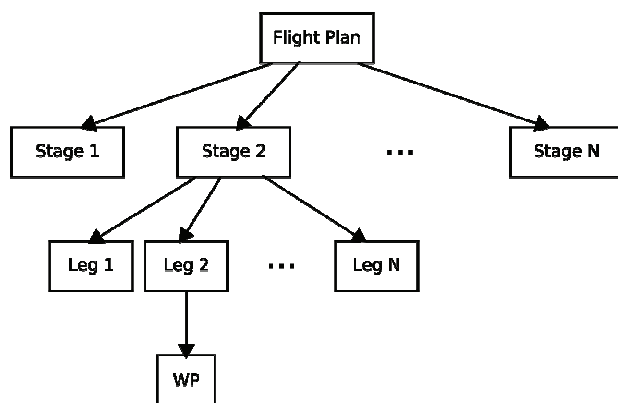 Flight Plan
Stage 1
Stage 2
...
Stage N
Leg 1
Leg 2
...
Leg N
WP